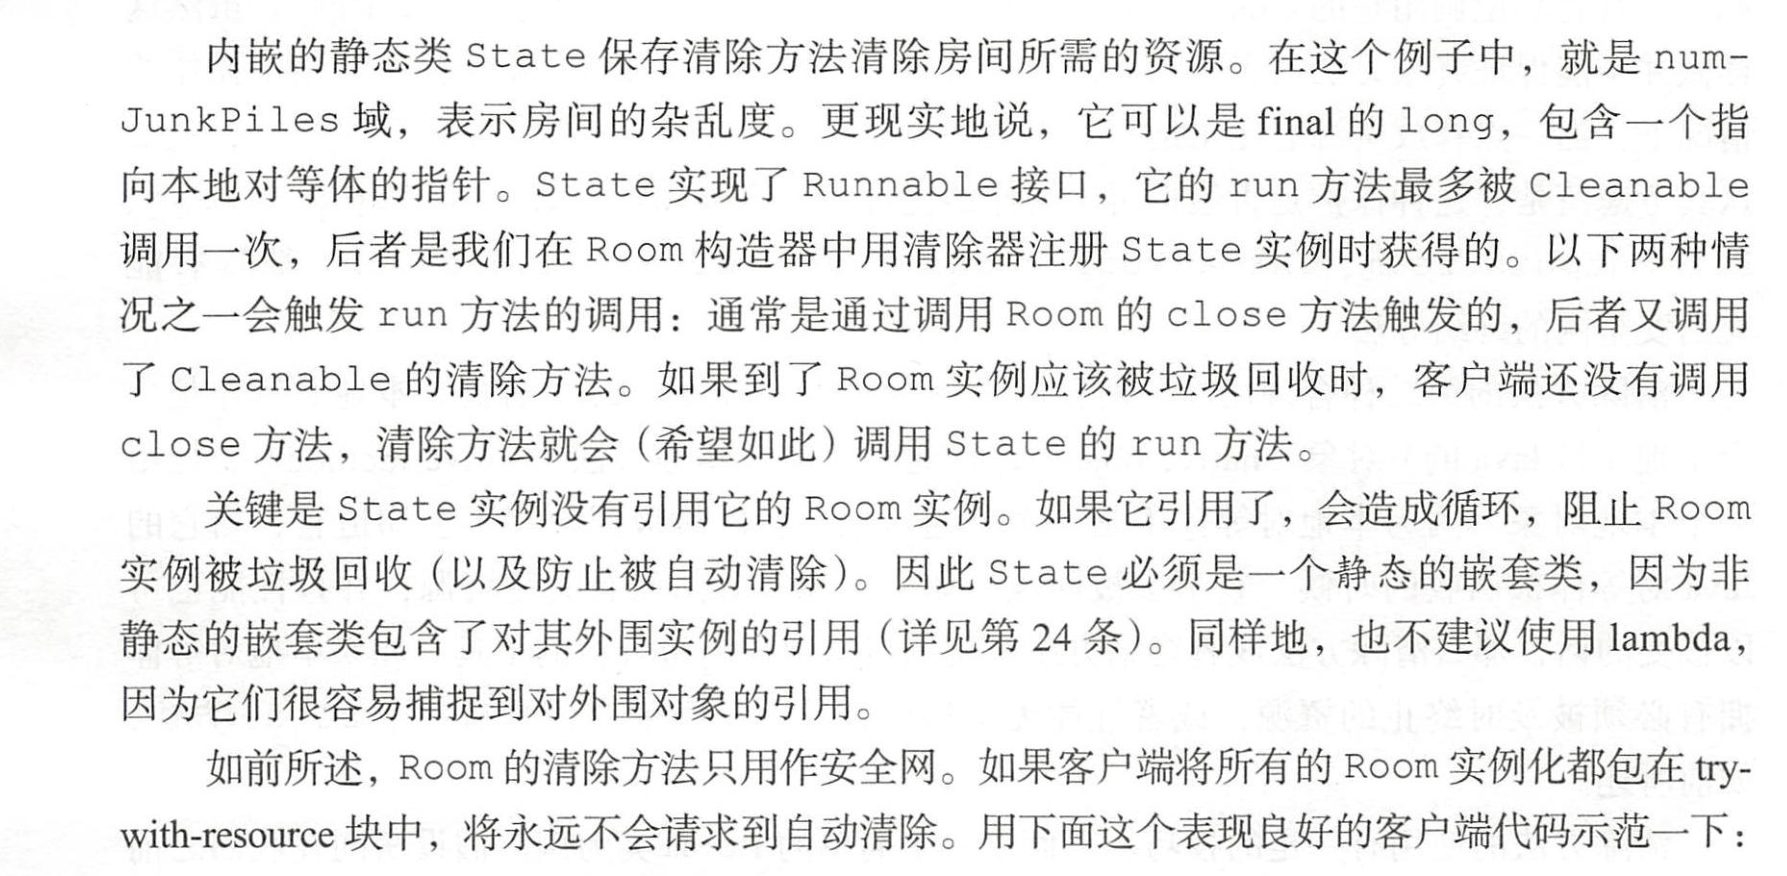 内嵌的静态类 State 保存清除方法清除房间所需的资源。在这个例子中，就是 num-
JunkPiles 域，表示房间的杂乱度。更现实地说，它可以是 final 的 long，包含一个指
向本地对等体的指针。State 实现了 Runnable 接口，它的 run 方法最多被 Cleanable
调用一次，后者是我们在 Room 构造器中用清除器注册 State 实例时获得的。以下两种情
况之一会触发 run 方法的调用：通常是通过调用 Room 的 close 方法触发的，后者又调用
了 Cleanable 的清除方法。如果到了 Room 实例应该被垃圾回收时，客户端还没有调用
close 方法，清除方法就会（希望如此）调用 State 的 run 方法。
关键是 State 实例没有引用它的 Room 实例。如果它引用了，会造成循环，阻止 Room
实例被垃圾回收（以及防止被自动清除）。因此 State 必须是一个静态的嵌套类，因为非
静态的嵌套类包含了对其外围实例的引用（详见第 24 条）。同样地，也不建议使用 lambda，
因为它们很容易捕捉到对外围对象的引用。
如前所述，Room 的清除方法只用作安全网。如果客户端将所有的 Room 实例化都包在 try-
with-resource 块中，将永远不会请求到自动清除。用下面这个表现良好的客户端代码示范一下：